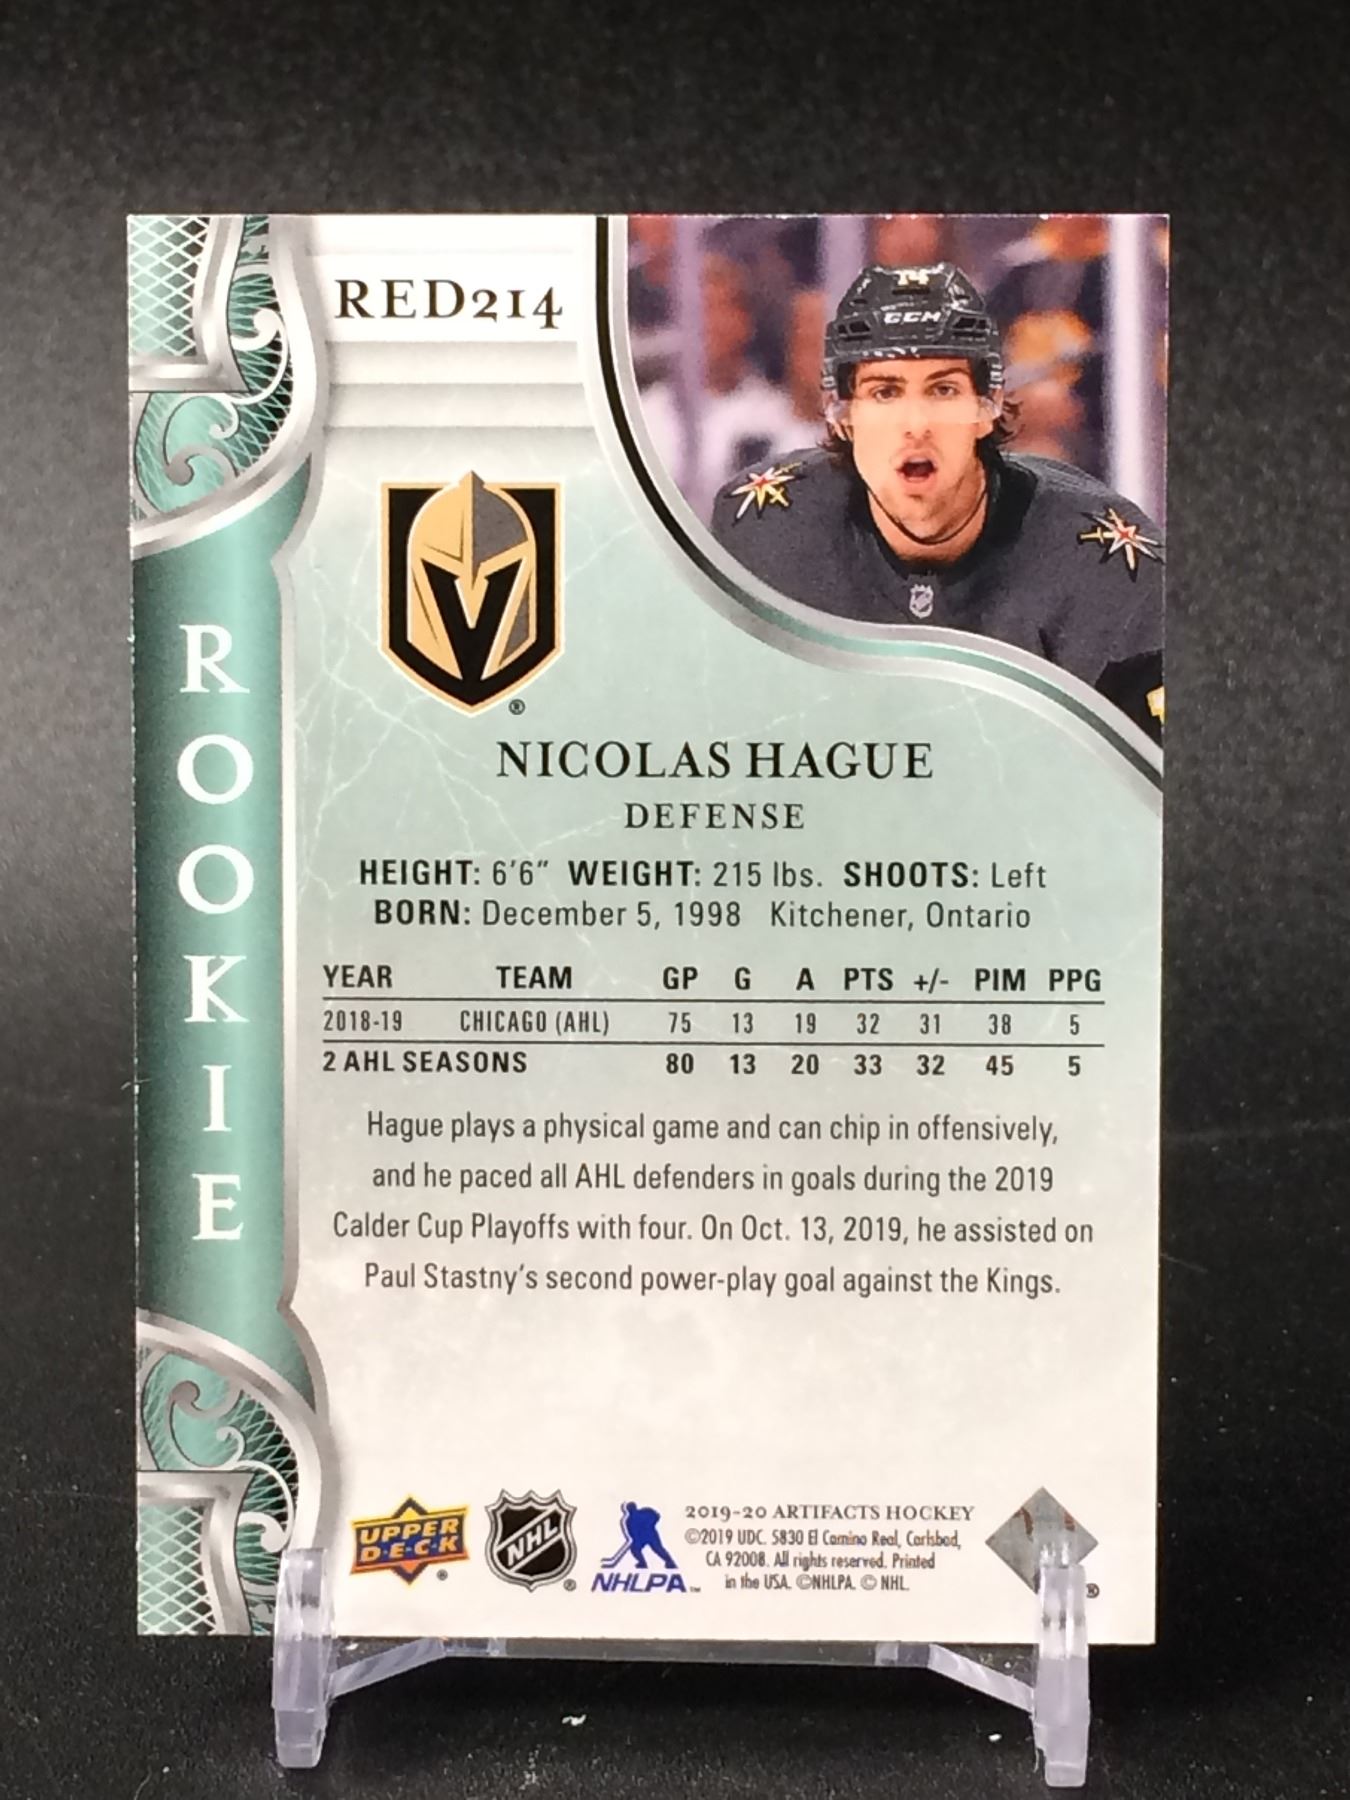 RED214
14
CCM
ROOKIE
®
NICOLAS HAGUE
DEFENSE
HEIGHT: 6'6" WEIGHT: 215 lbs. SHOOTS: Left
BORN: December 5, 1998 Kitchener, Ontario
YEAR TEAM GP G A PTS +/- PIM PPG
2018-19 CHICAGO (AHL) 75 13 19 32 31 38 5
2 AHL SEASONS 80 13 20 33 32 45 5
Hague plays a physical game and can chip in offensively,
and he paced all AHL defenders in goals during the 2019
Calder Cup Playoffs with four. On Oct. 13, 2019, he assisted on
Paul Stastny's second power-play goal against the Kings.
UPPER
D·E·C·K
®
NHL
®
NHLPA™
2019-20 ARTIFACTS HOCKEY
©2019 UDC. 5830 El Camino Real, Carlsbad,
CA 92008. All rights reserved. Printed
in the USA. ©NHLPA. © NHL.
®